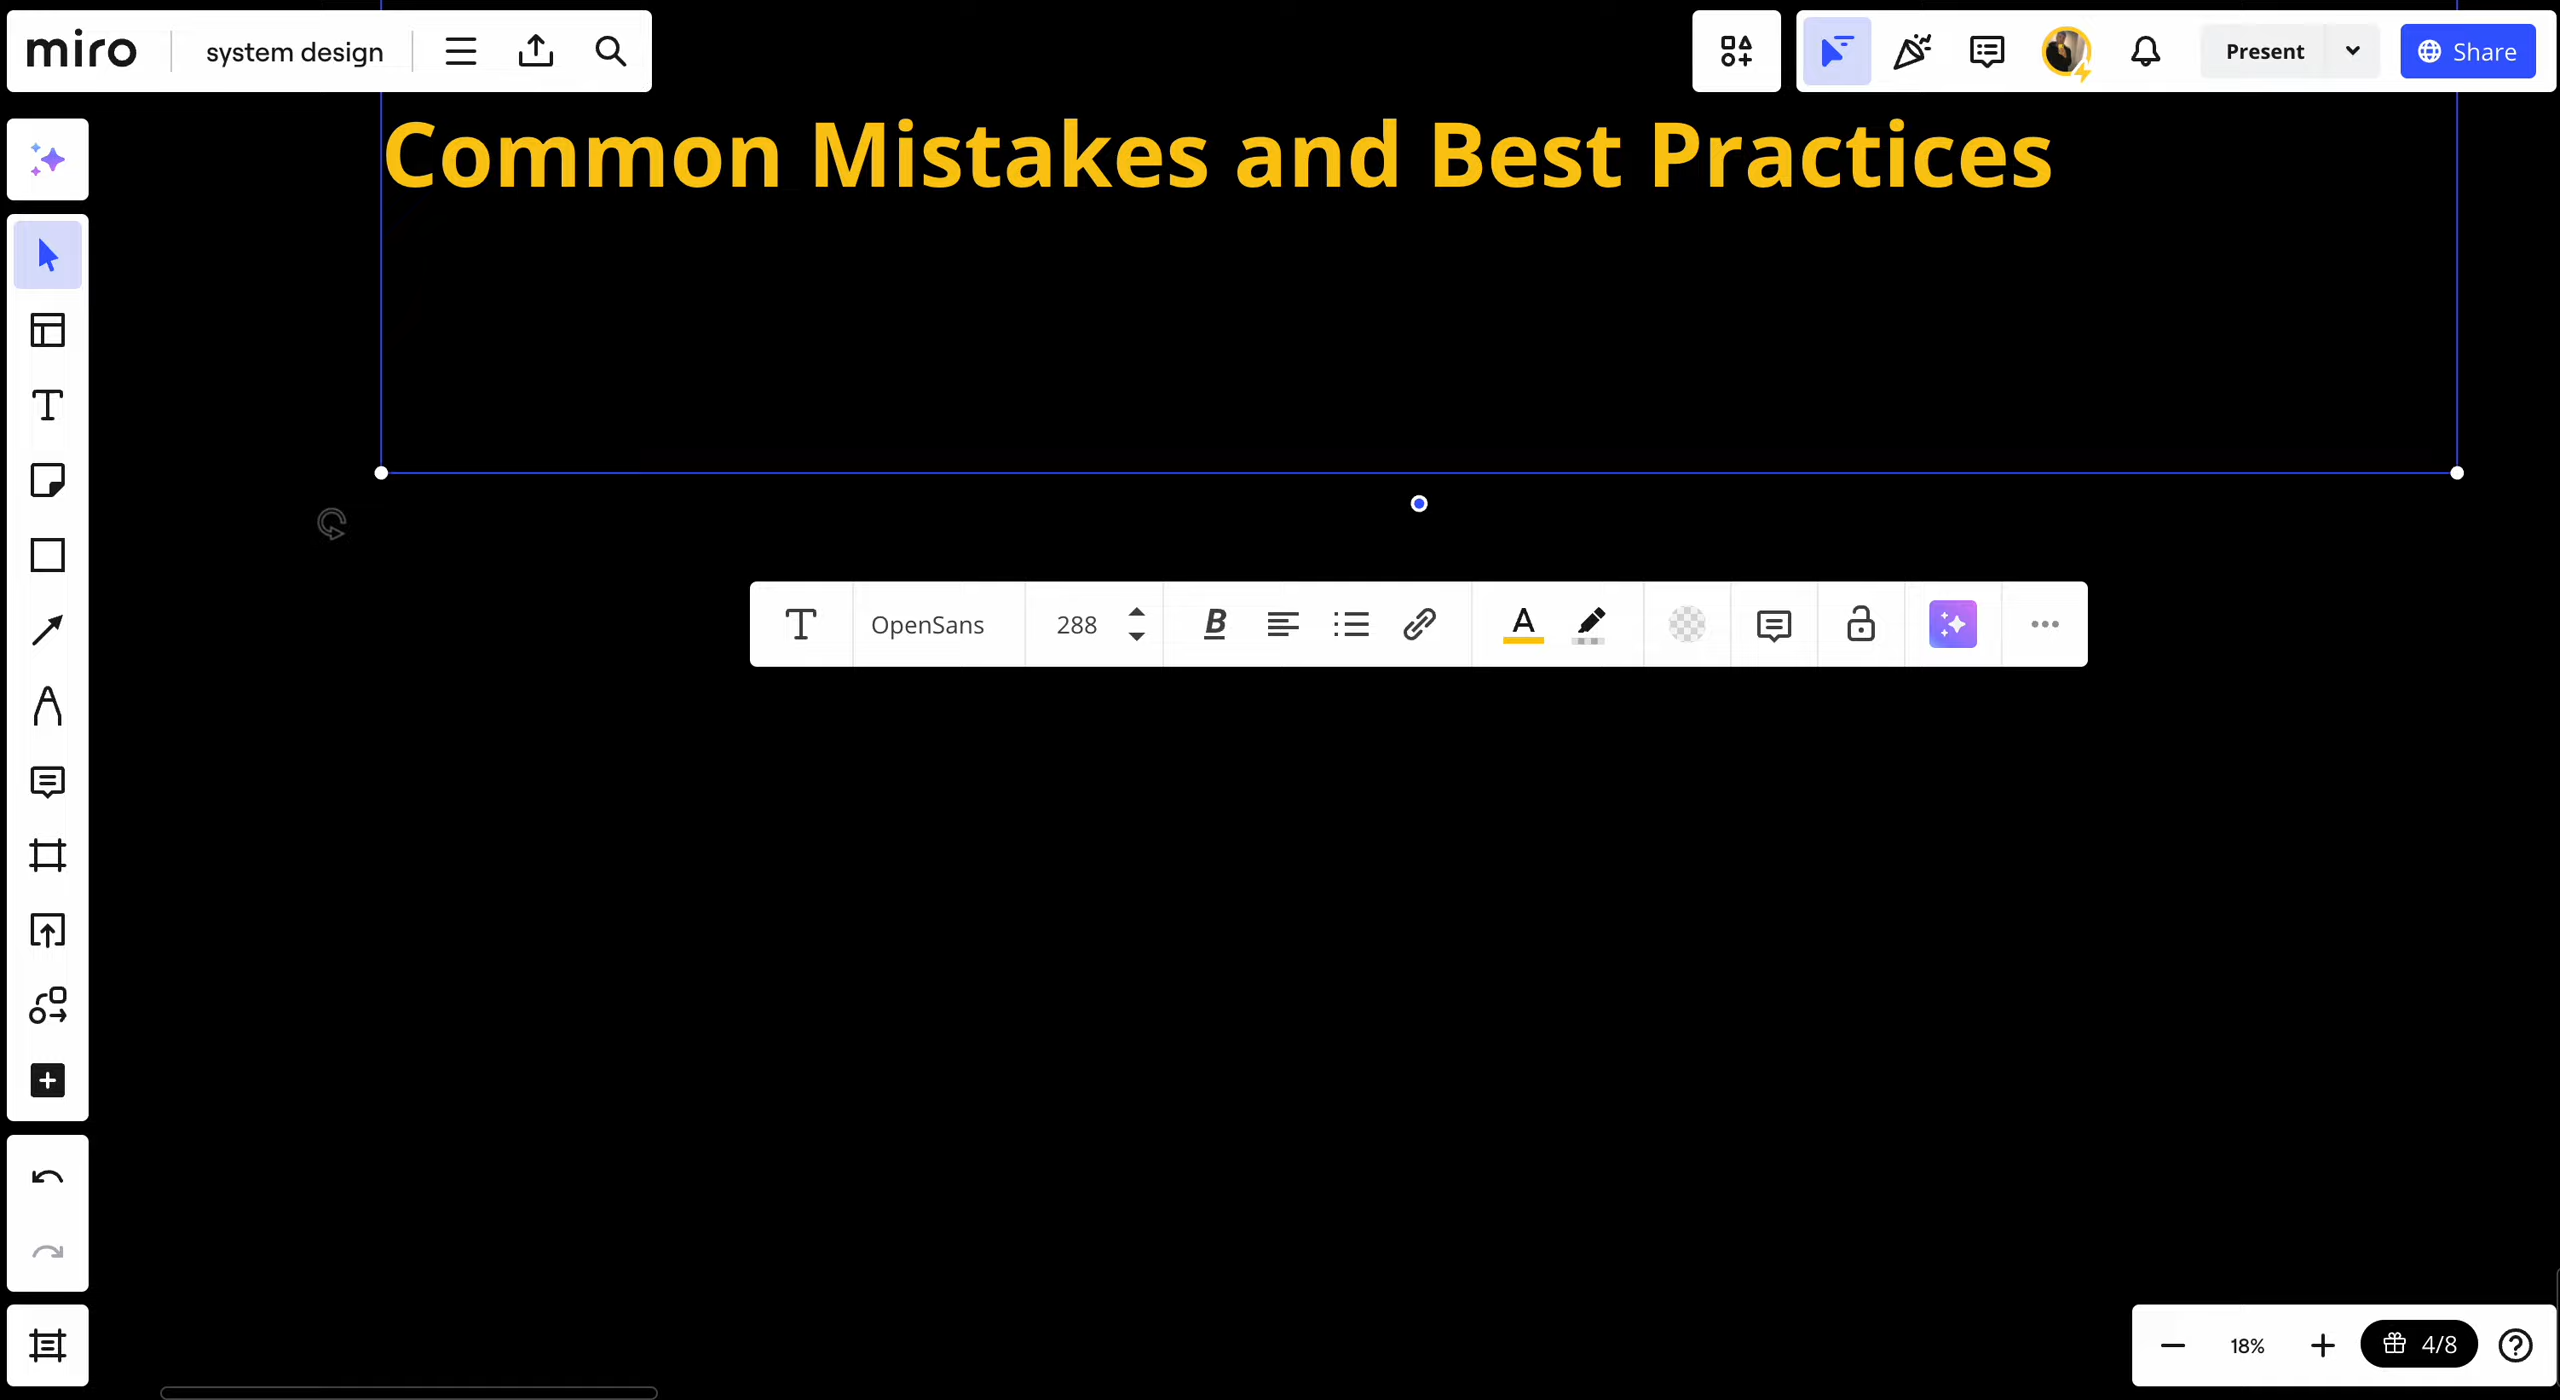 miro
system design
Present
Share
Common Mistakes and Best Practices
OpenSans
288
B
A
18%
4/8